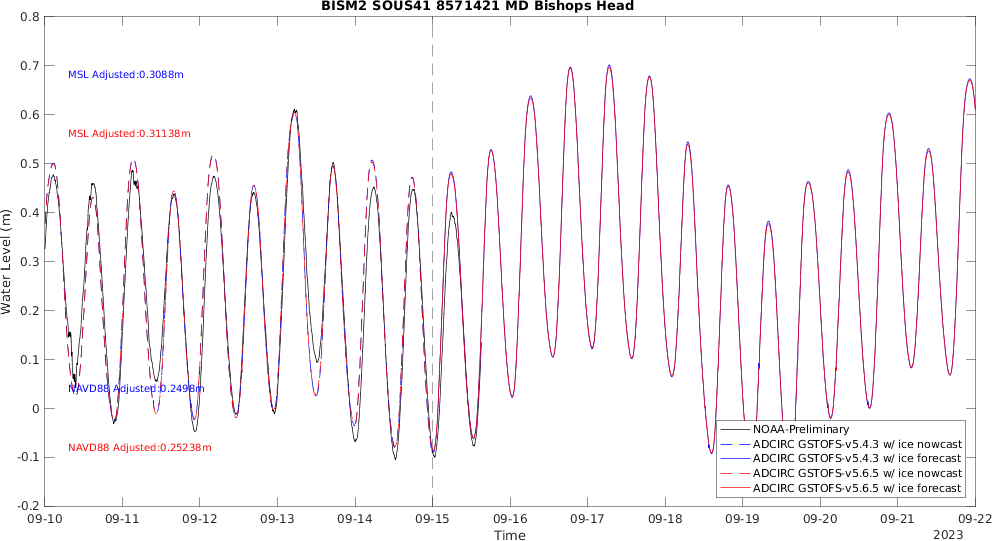 BISM2 SOUS41 8571421 MD Bishops Head
0.8
0.7
0.6
0.5
0.4
0.3
0.2
0.1
0
-0.1
-0.2
Water Level (m)
MSL Adjusted:0.3088m
MSL Adjusted:0.31138m
NAVD88 Adjusted:0.2498m
NAVD88 Adjusted:0.25238m
NOAA-Preliminary
ADCIRC GSTOFS-v5.4.3 w/ ice nowcast
ADCIRC GSTOFS-v5.4.3 w/ ice forecast
ADCIRC GSTOFS-v5.6.5 w/ ice nowcast
ADCIRC GSTOFS-v5.6.5 w/ ice forecast
09-10 09-11 09-12 09-13 09-14 09-15 09-16 09-17 09-18 09-19 09-20 09-21 09-22
Time
2023